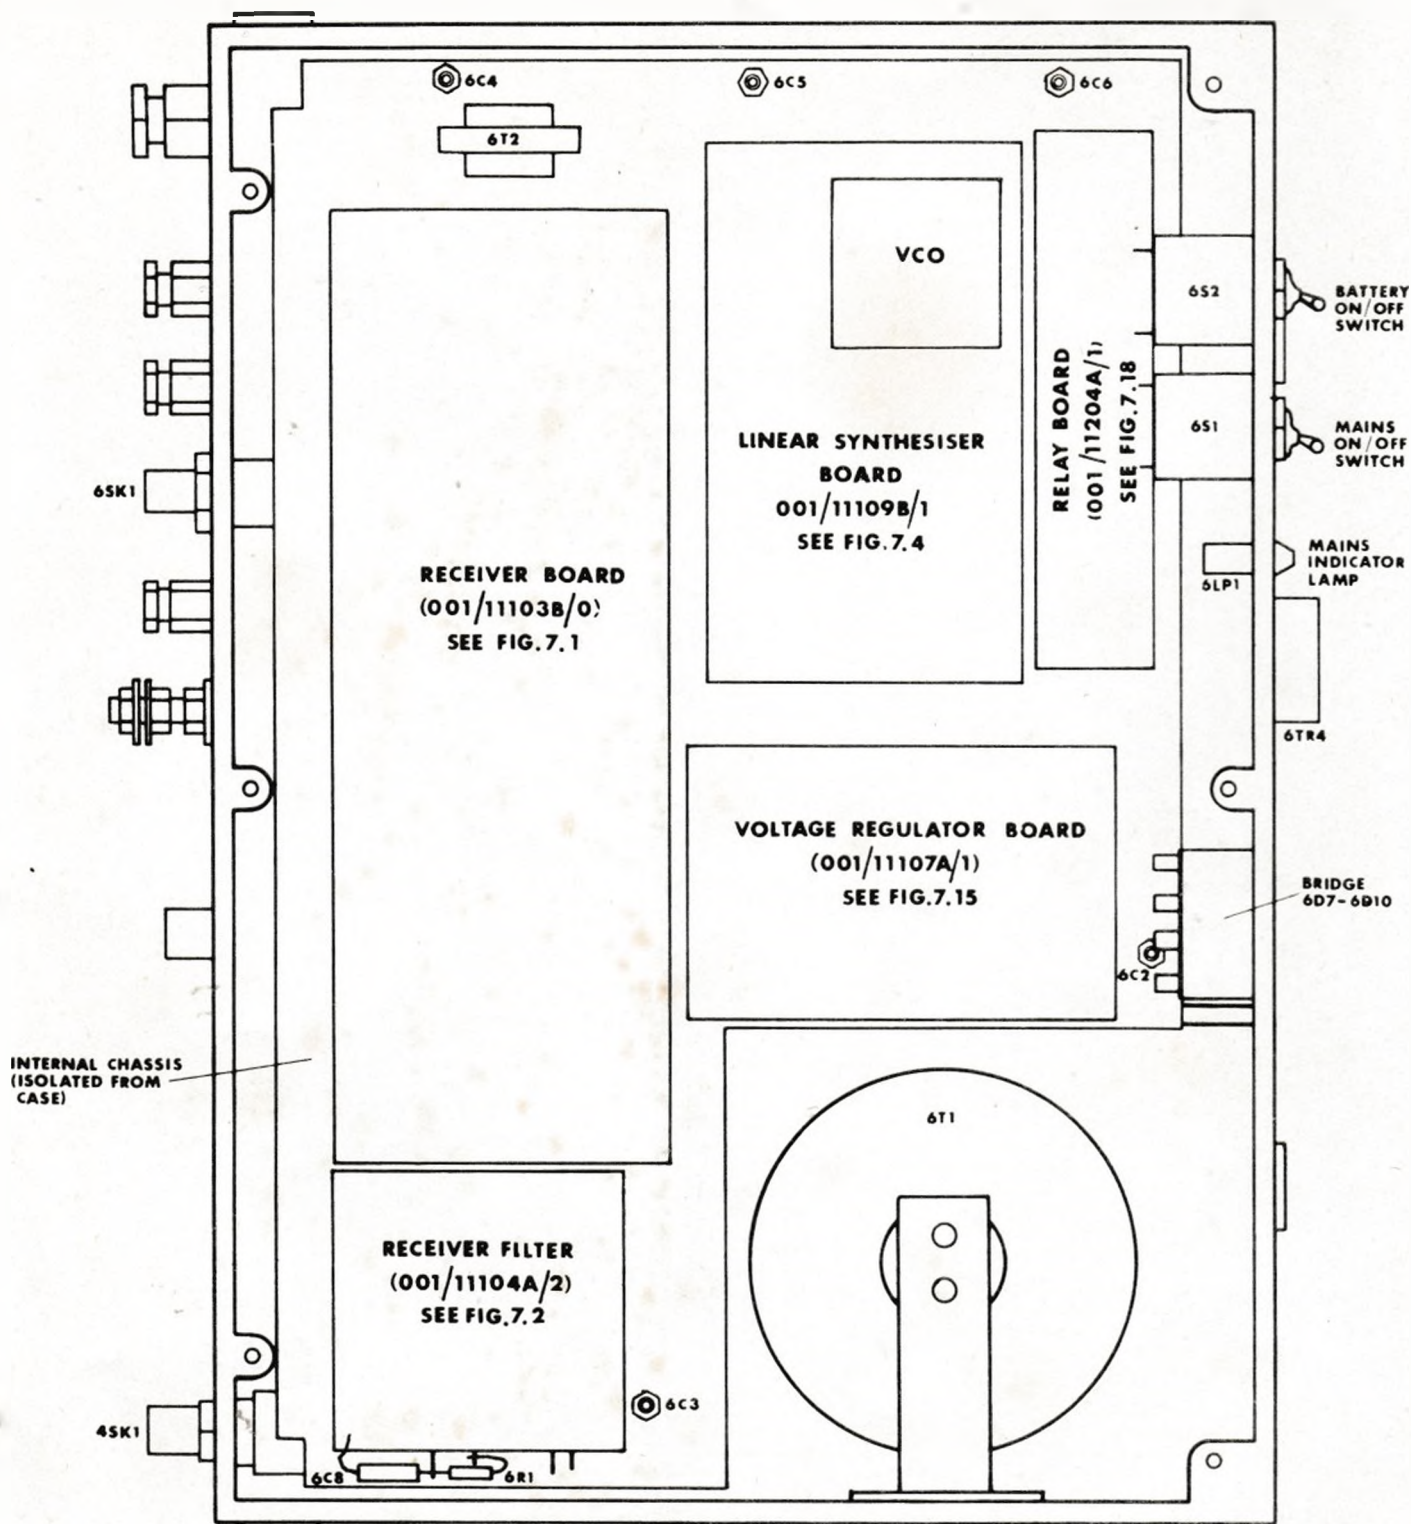 6C4
6C5
6C6
6T2
VCO
6S2
BATTERY
ON/OFF
SWITCH
RELAY BOARD
(001/11204A/1)
SEE FIG.7.18
6S1
MAINS
ON/OFF
SWITCH
LINEAR SYNTHESISER
BOARD
001/11109B/1
SEE FIG.7.4
6SK1
MAINS
INDICATOR
LAMP
6LP1
RECEIVER BOARD
(001/11103B/0)
SEE FIG.7.1
6TR4
VOLTAGE REGULATOR BOARD
(001/11107A/1)
SEE FIG.7.15
BRIDGE
6D7-6D10
6C2
INTERNAL CHASSIS
(ISOLATED FROM
CASE)
6T1
RECEIVER FILTER
(001/11104A/2)
SEE FIG.7.2
6C3
4SK1
6C8
6R1